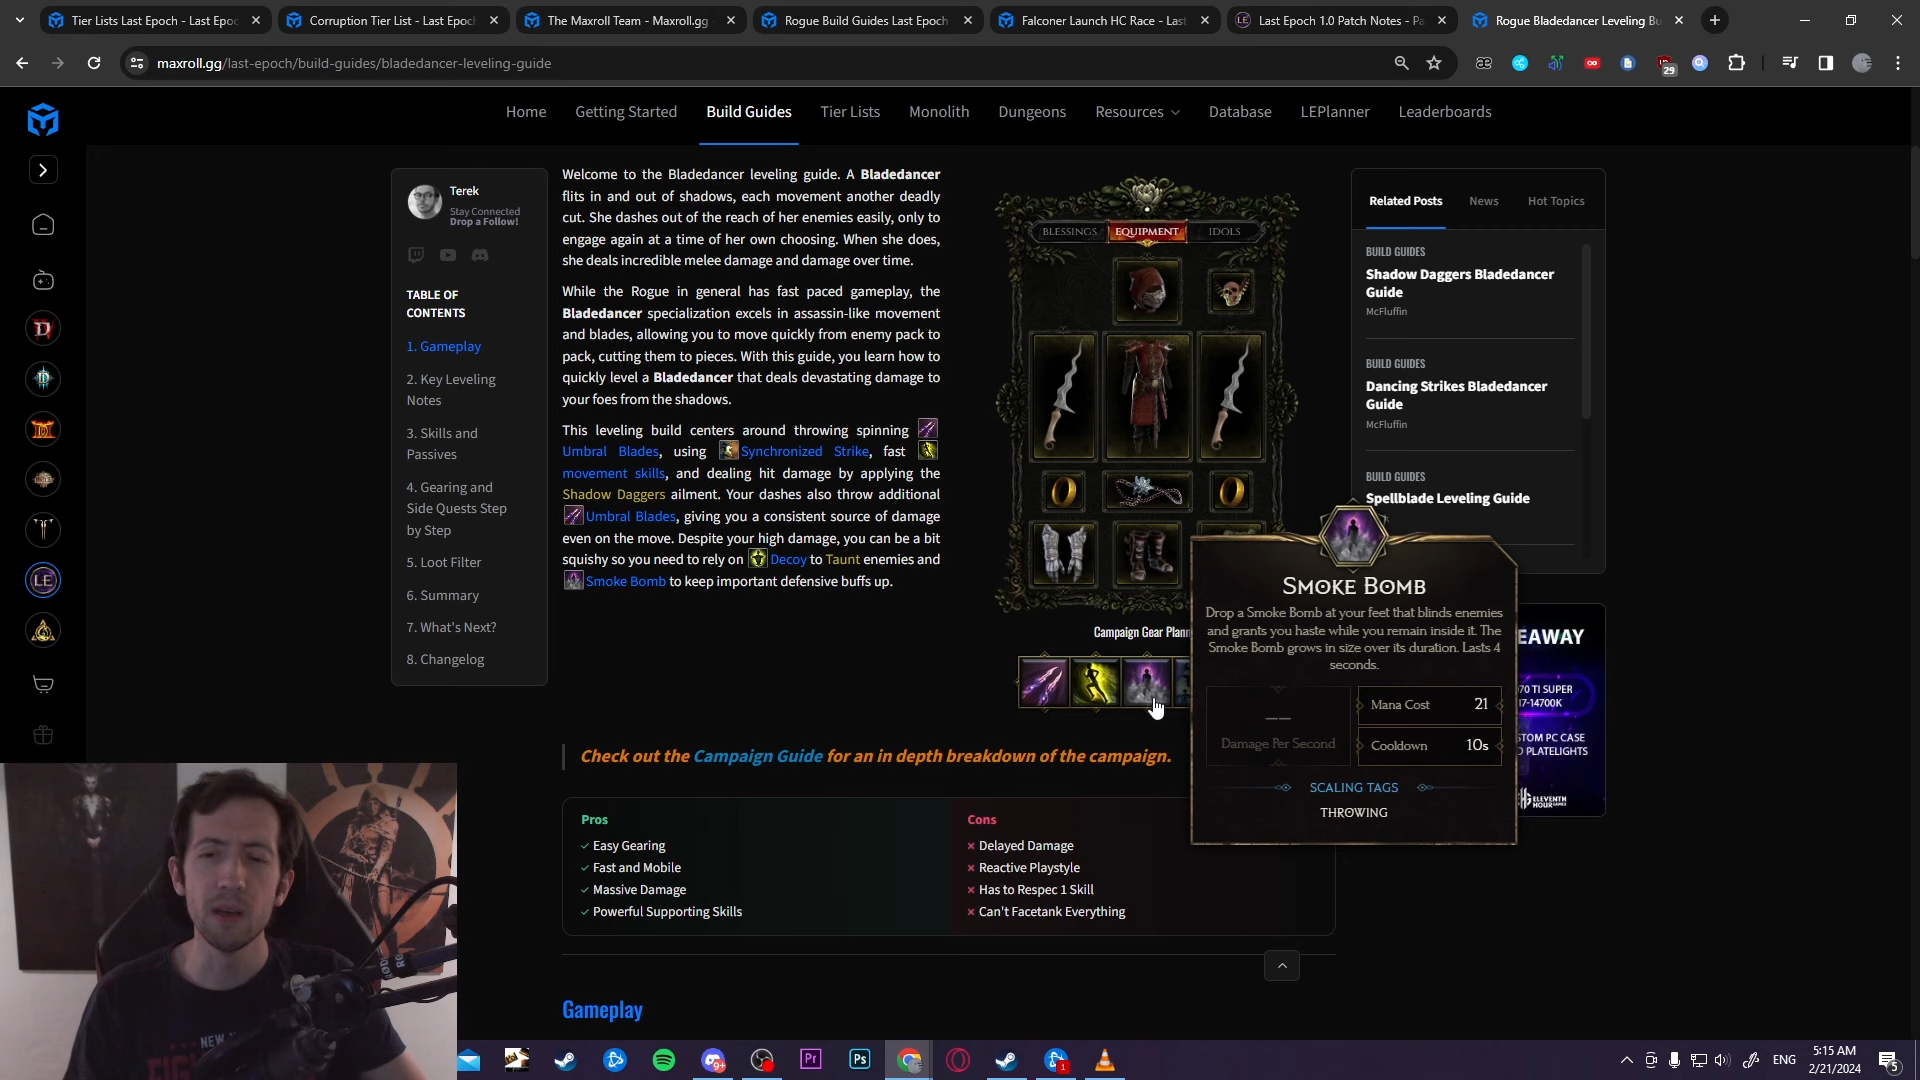 Tier Lists Last Epoch - Last Epoc
Corruption Tier List - Last Epoch
The Maxroll Team - Maxroll.gg
Rogue Build Guides Last Epoch
Falconer Launch HC Race - Last
Last Epoch 1.0 Patch Notes - Pa
Rogue Bladedancer Leveling Bu
maxroll.gg/last-epoch/build-guides/bladedancer-leveling-guide
29
Home
Getting Started
Build Guides
Tier Lists
Monolith
Dungeons
Resources
Database
LEPlanner
Leaderboards
Terek
Stay Connected
Drop a Follow!
TABLE OF
CONTENTS
1. Gameplay
2. Key Leveling
Notes
3. Skills and
Passives
4. Gearing and
Side Quests Step
by Step
5. Loot Filter
6. Summary
7. What's Next?
8. Changelog
LE
Welcome to the Bladedancer leveling guide. A Bladedancer
flits in and out of shadows, each movement another deadly
cut. She dashes out of the reach of her enemies easily, only to
engage again at a time of her own choosing. When she does,
she deals incredible melee damage and damage over time.
While the Rogue in general has fast paced gameplay, the
Bladedancer specialization excels in assassin-like movement
and blades, allowing you to move quickly from enemy pack to
pack, cutting them to pieces. With this guide, you learn how to
quickly level a Bladedancer that deals devastating damage to
your foes from the shadows.
This leveling build centers around throwing spinning
Umbral Blades, using Synchronized Strike, fast
movement skills, and dealing hit damage by applying the
Shadow Daggers ailment. Your dashes also throw additional
Umbral Blades, giving you a consistent source of damage
even on the move. Despite your high damage, you can be a bit
squishy so you need to rely on Decoy to Taunt enemies and
Smoke Bomb to keep important defensive buffs up.
BLESSINGS
EQUIPMENT
IDOLS
Campaign Gear Plann
Related Posts
News
Hot Topics
BUILD GUIDES
Shadow Daggers Bladedancer
Guide
McFluffin
BUILD GUIDES
Dancing Strikes Bladedancer
Guide
McFluffin
BUILD GUIDES
Spellblade Leveling Guide
SMOKE BOMB
Drop a Smoke Bomb at your feet that blinds enemies
and grants you haste while you remain inside it. The
Smoke Bomb grows in size over its duration. Lasts 4
seconds.
——
Damage Per Second
Mana Cost 21
Cooldown 10s
SCALING TAGS
THROWING
EAWAY
70 TI SUPER
I7-14700K
STOM PC CASE
D PLATELIGHTS
ELEVENTH
HOUR GAMES
Check out the Campaign Guide for an in depth breakdown of the campaign.
Pros
Easy Gearing
Fast and Mobile
Massive Damage
Powerful Supporting Skills
Cons
Delayed Damage
Reactive Playstyle
Has to Respec 1 Skill
Can't Facetank Everything
Gameplay
9+
Pr
Ps
1
ENG
5:15 AM
2/21/2024
5